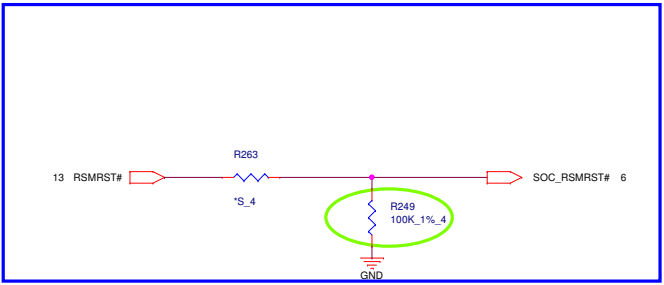 R263
13 RSMRST#
SOC_RSMRST# 6
*S_4
R249
100K_1%_4
GND